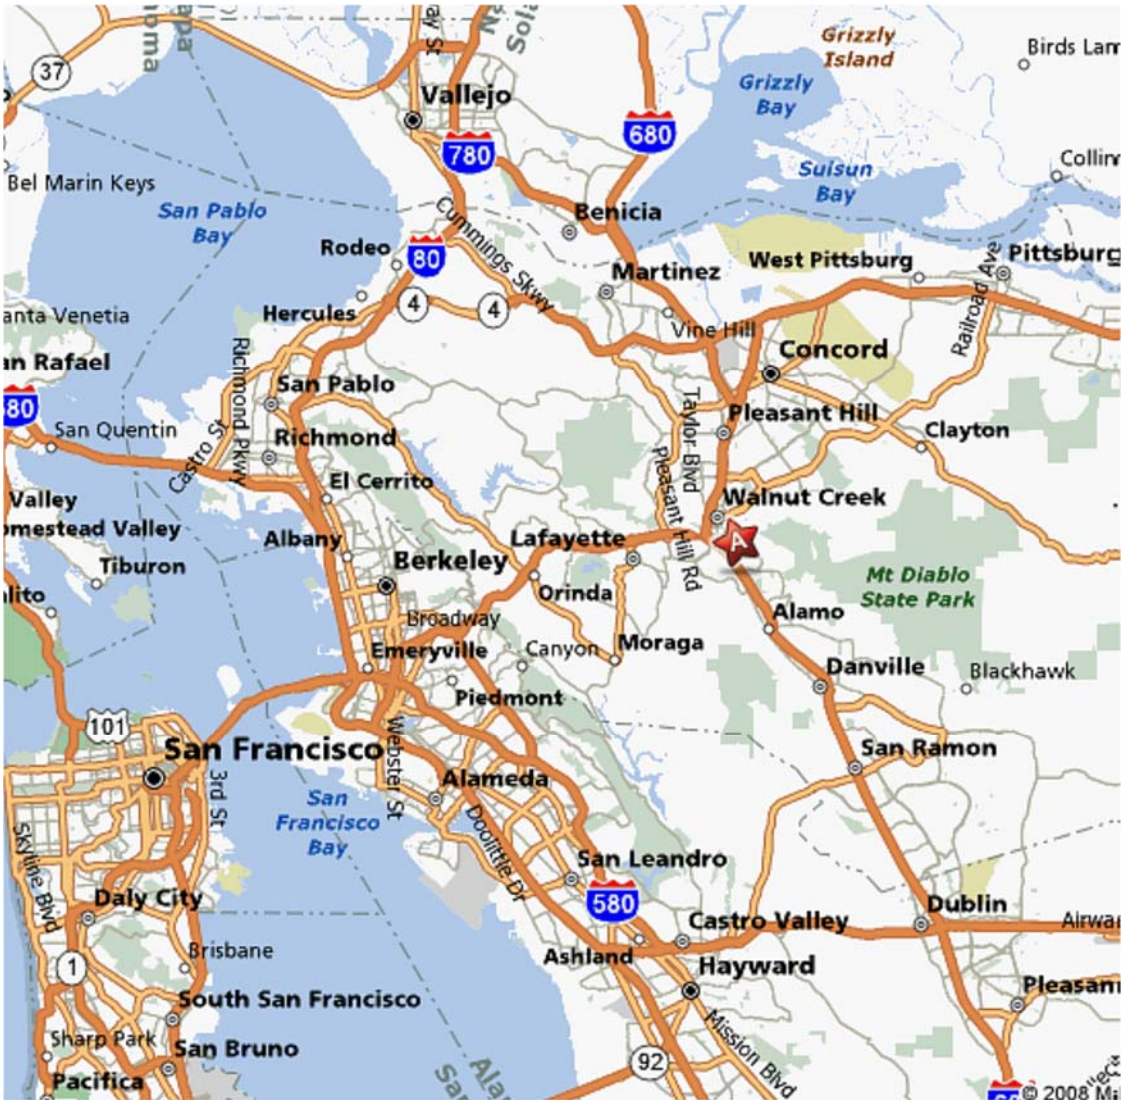 ay St
Grizzly
Island
Birds Lan
37
Vallejo
Grizzly
Bay
680
780
Collin
Suisun
Bay
Bel Marin Keys
San Pablo
Bay
Benicia
Cummings Skwy
Rodeo
80
West Pittsburg
Pittsburg
Martinez
Railroad Ave
4
4
Hercules
anta Venetia
Vine Hill
Concord
an Rafael
Richmond Pkwy
San Pablo
80
Taylor Blvd
Pleasant Hill
San Quentin
Castro St
Richmond
Clayton
Pleasant Hill Rd
El Cerrito
Valley
Walnut Creek
omestead Valley
Albany
Lafayette
A
Berkeley
Tiburon
Mt Diablo
State Park
lito
Orinda
Broadway
Alamo
Emeryville
Canyon
Moraga
Danville
Blackhawk
Piedmont
101
San Francisco
Webster St
San Ramon
3rd St
Alameda
San
Francisco
Bay
Doolittle Dr
Skyline Blvd
San Leandro
580
Daly City
Castro Valley
Dublin
Airwa
Brisbane
Ashland
1
Hayward
Pleasan
South San Francisco
Mission Blvd
Sharp Park
San Bruno
92
Pacifica
© 2008 Mi